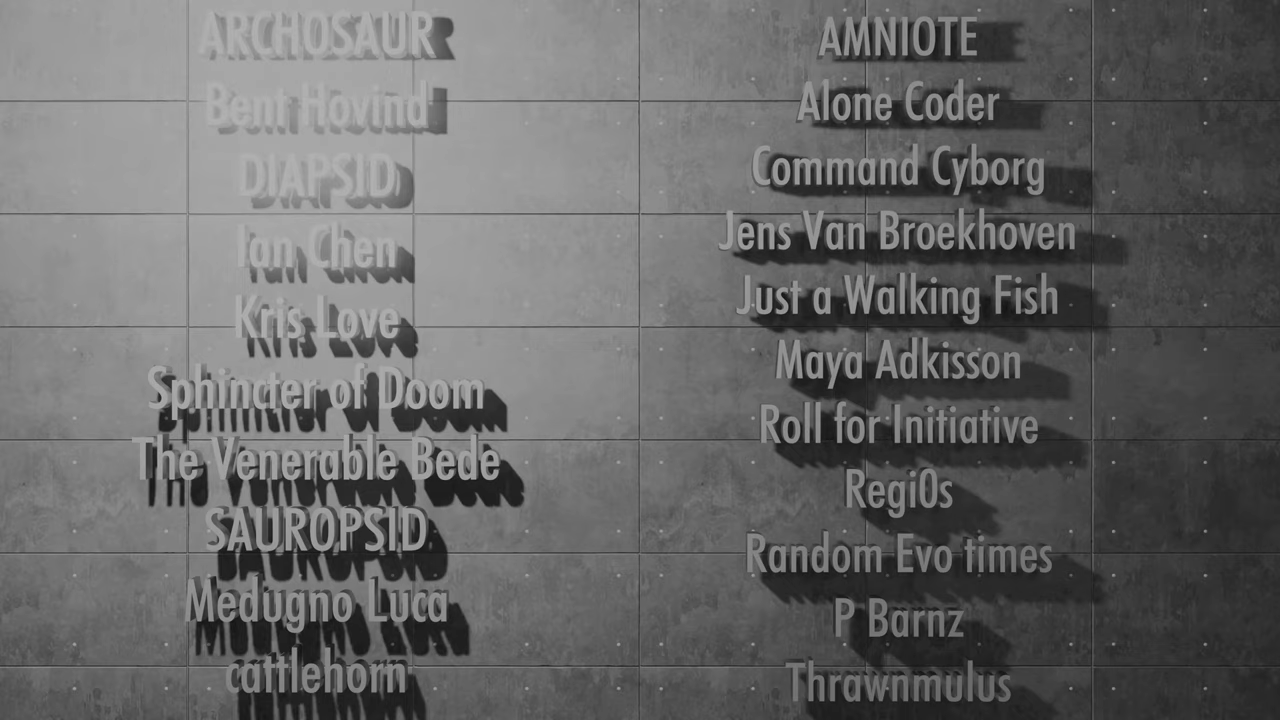 ARCHOSAUR
Bent Hovind
DIAPSID
Ian Chen
Kris Love
Sphincter of Doom
The Venerable Bede
SAUROPSID
Medugno Luca
cattlehorn
AMNIOTE
Alone Coder
Command Cyborg
Jens Van Broekhoven
Just a Walking Fish
Maya Adkisson
Roll for Initiative
Regi0s
Random Evo times
P Barnz
Thrawnmulus